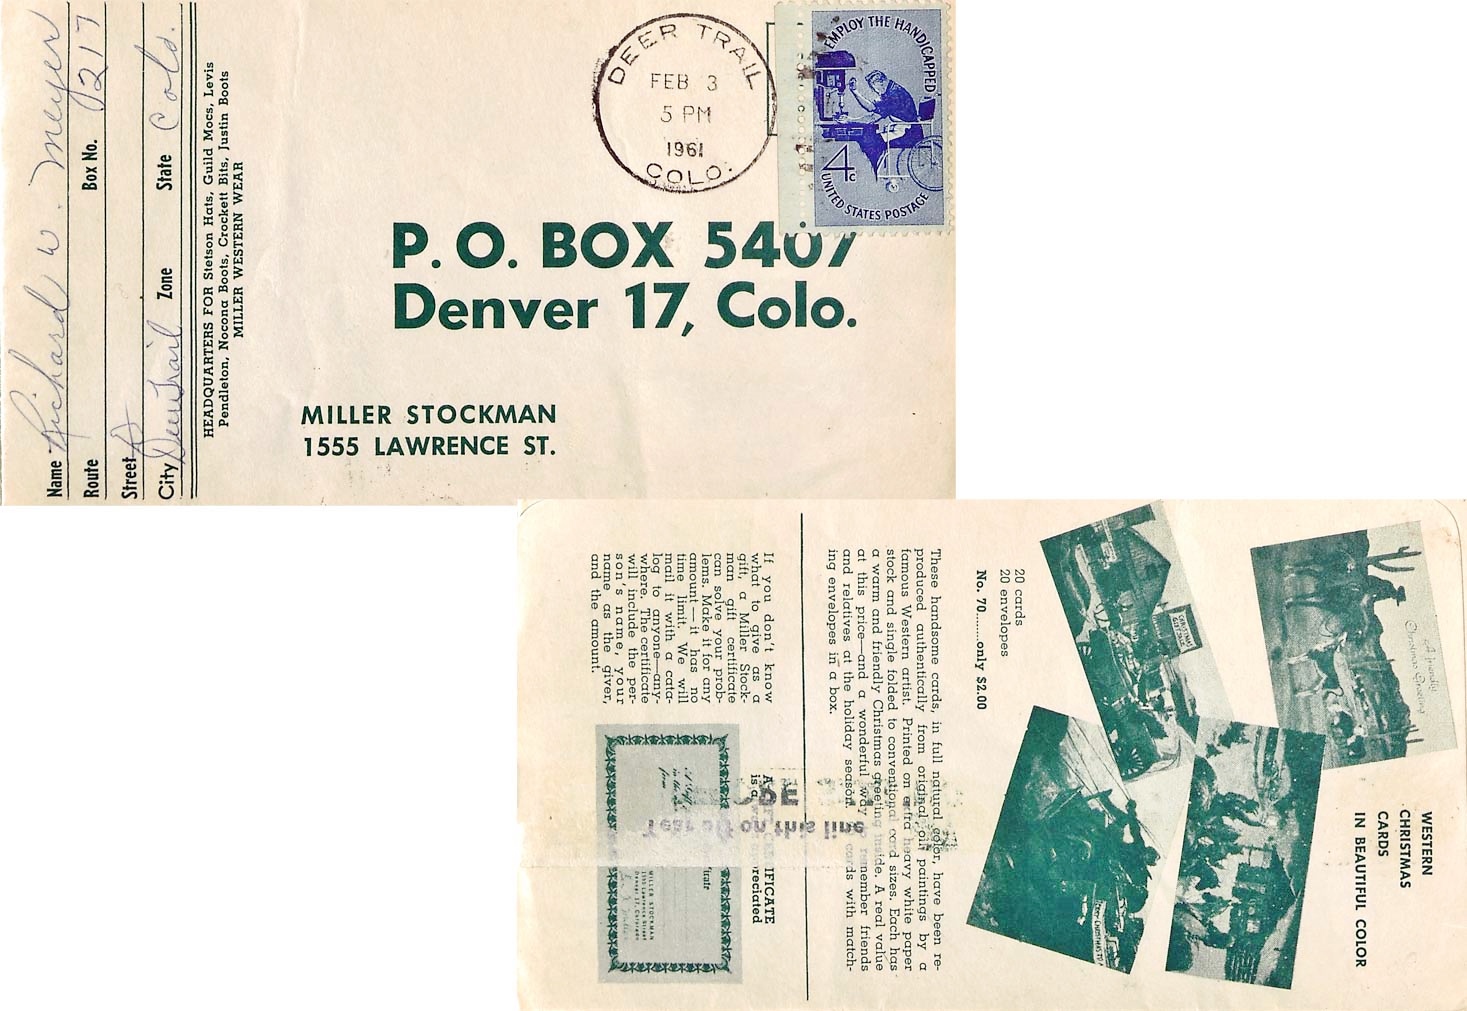 Name Richard W. Meyer
Route Box No. 217
Street
City Deer Trail Zone State Colo.
HEADQUARTERS FOR Stetson Hats, Guild Mocs, Levis
Pendleton, Nocona Boots, Crockett Bits, Justin Boots
MILLER WESTERN WEAR
DEER TRAIL
FEB 3
5 PM
1961
COLO.
EMPLOY THE HANDICAPPED
4c
UNITED STATES POSTAGE
P. O. BOX 5407
Denver 17, Colo.
MILLER STOCKMAN
1555 LAWRENCE ST.
WESTERN
CHRISTMAS
CARDS
IN BEAUTIFUL COLOR
A friendly
Christmas Greeting
20 cards
20 envelopes
No. 70........only $2.00
These handsome cards, in full natural color, have been re-
produced authentically from original oil paintings by a
famous Western artist. Printed on extra heavy white paper
stock and single folded to conventional card sizes. Each has
a warm and friendly Christmas greeting inside. A real value
at this price—and a wonderful way remember friends
and relatives at the holiday season. cards with match-
ing envelopes in a box.
If you don't know
what to give as a
gift, a Miller Stock-
man gift certificate
can solve your prob-
lems. Make it for any
amount—it has no
time limit. We will
mail it with a cata-
log to anyone—any-
where. The certificate
will include the per-
son's name, your
name as the giver,
and the amount.
Tear off on this line
MILLER STOCKMAN
1555 Lawrence Street
Denver 17, Colorado